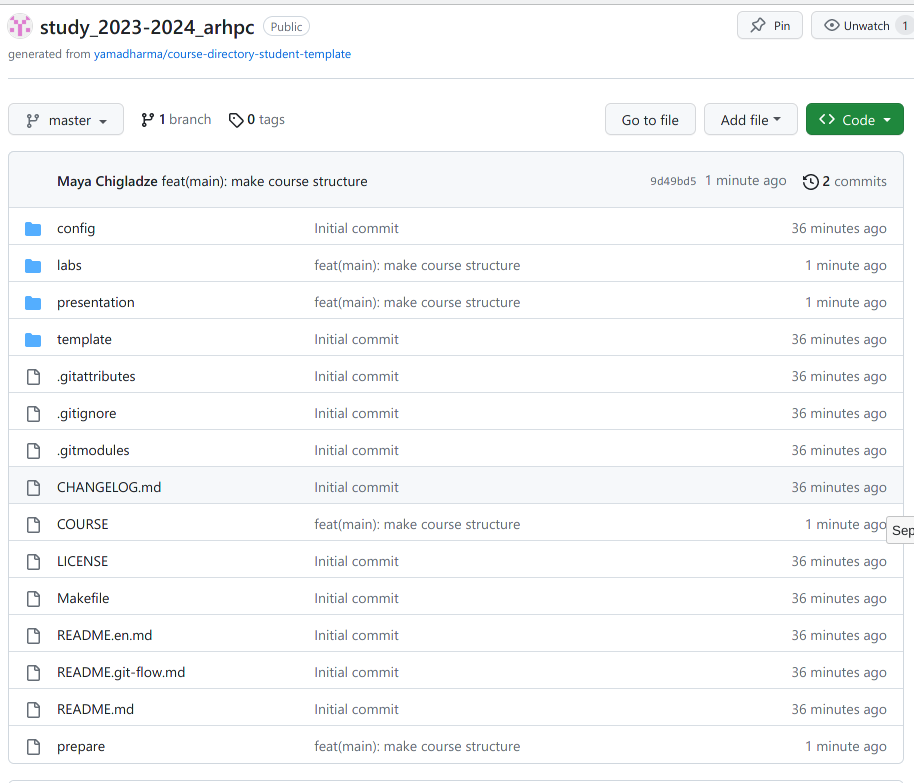 study_2023-2024_arhpc Public Pin Unwatch 1
generated from yamadharma/course-directory-student-template
master 1 branch 0 tags Go to file Add file Code
Maya Chigladze feat(main): make course structure 9d49bd5 1 minute ago 2 commits
config Initial commit 36 minutes ago
labs feat(main): make course structure 1 minute ago
presentation feat(main): make course structure 1 minute ago
template Initial commit 36 minutes ago
.gitattributes Initial commit 36 minutes ago
.gitignore Initial commit 36 minutes ago
.gitmodules Initial commit 36 minutes ago
CHANGELOG.md Initial commit 36 minutes ago
COURSE feat(main): make course structure 1 minute ago
Sep
LICENSE Initial commit 36 minutes ago
Makefile Initial commit 36 minutes ago
README.en.md Initial commit 36 minutes ago
README.git-flow.md Initial commit 36 minutes ago
README.md Initial commit 36 minutes ago
prepare feat(main): make course structure 1 minute ago